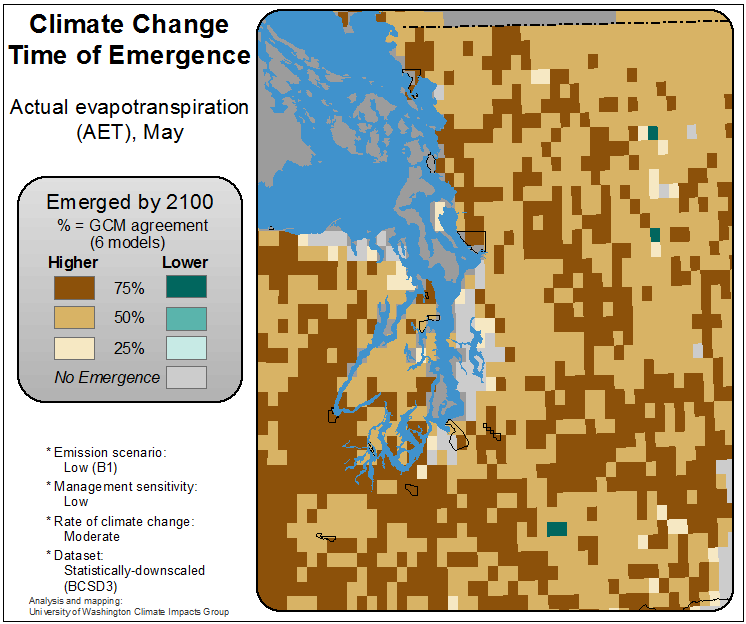 Climate Change
Time of Emergence
Actual evapotranspiration
(AET), May
Emerged by 2100
% = GCM agreement
(6 models)
Higher Lower
75%
50%
25%
No Emergence
* Emission scenario:
Low (B1)
* Management sensitivity:
Low
* Rate of climate change:
Moderate
* Dataset:
Statistically-downscaled
(BCSD3)
Analysis and mapping:
University of Washington Climate Impacts Group